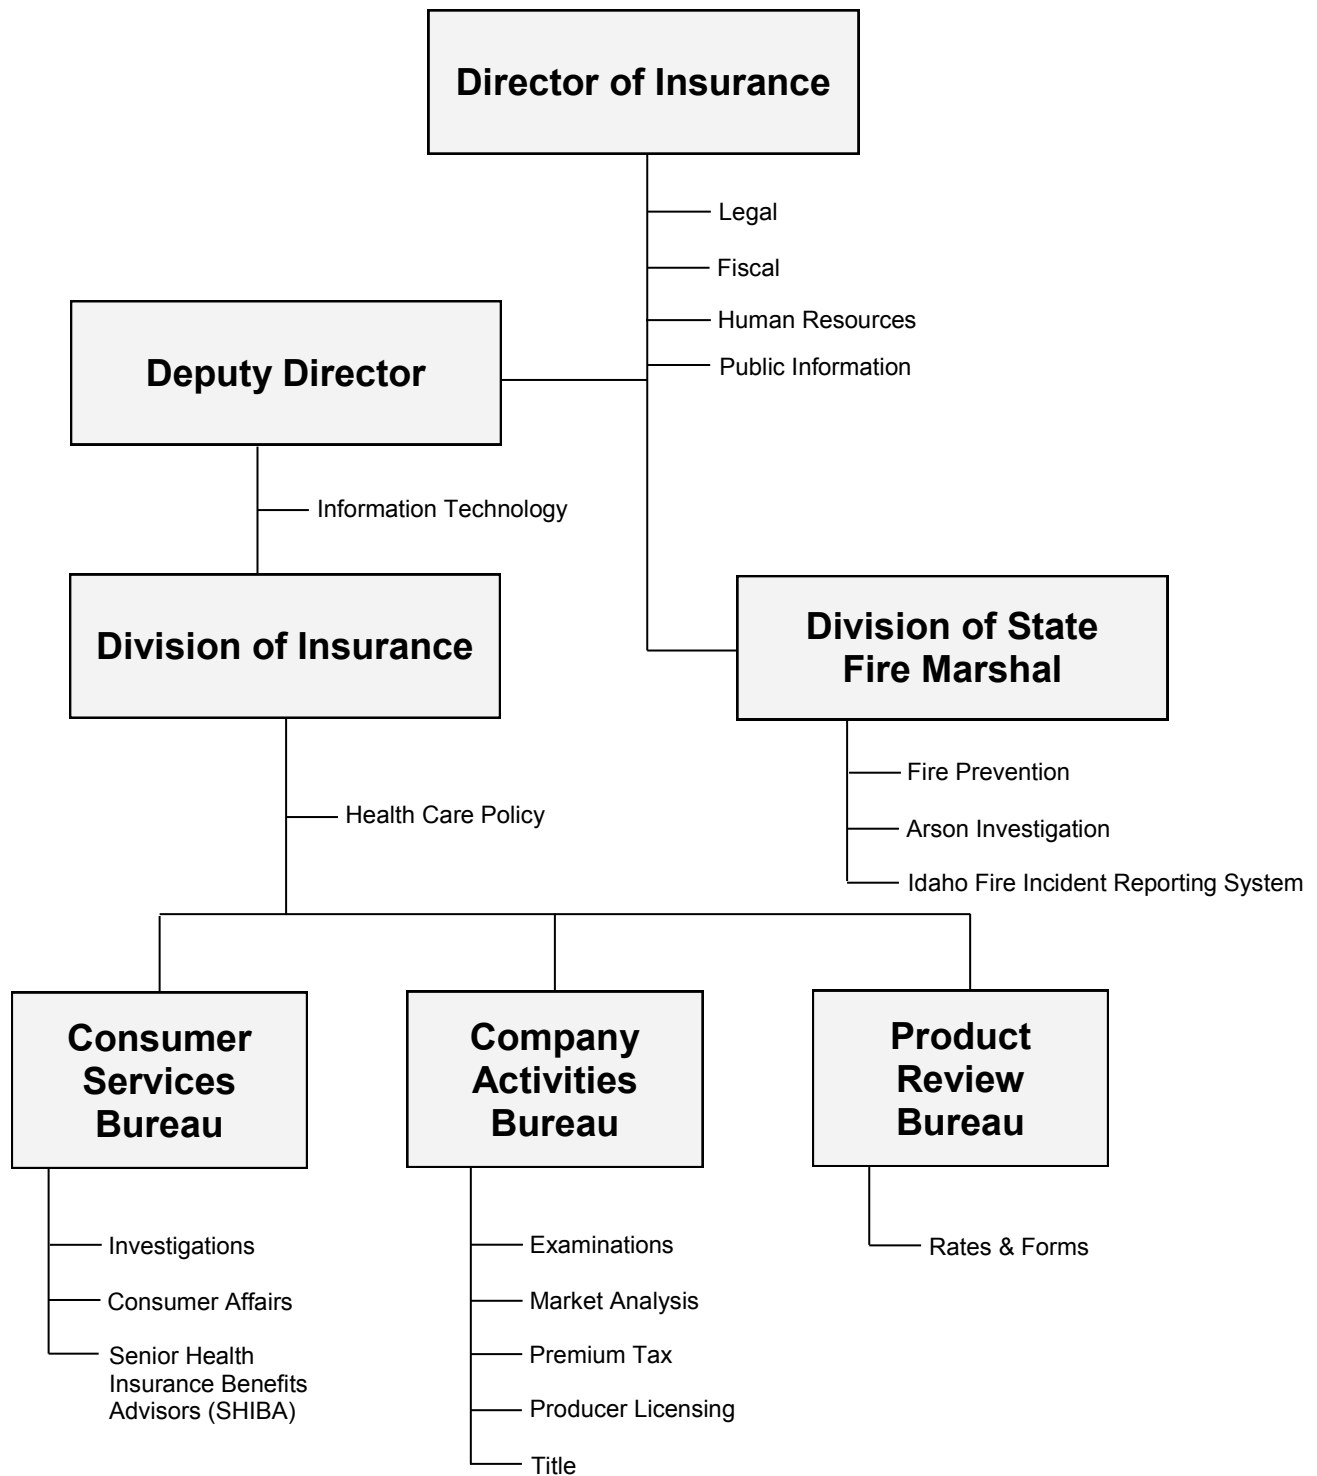 Director of Insurance
Legal
Fiscal
Human Resources
Public Information
Deputy Director
Information Technology
Division of Insurance
Division of State
Fire Marshal
Fire Prevention
Arson Investigation
Idaho Fire Incident Reporting System
Health Care Policy
Consumer
Services
Bureau
Investigations
Consumer Affairs
Senior Health
Insurance Benefits
Advisors (SHIBA)
Company
Activities
Bureau
Examinations
Market Analysis
Premium Tax
Producer Licensing
Title
Product
Review
Bureau
Rates & Forms